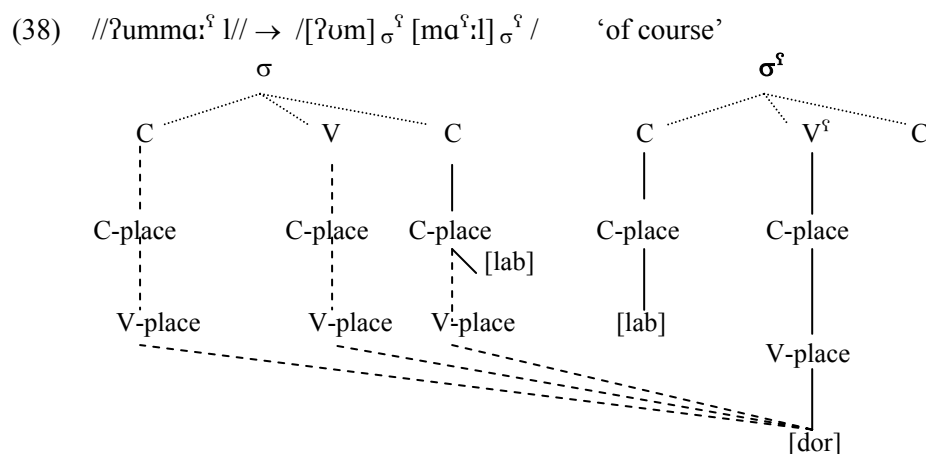 (38) //ʔummɑːˤ l// → /[ʔʊm] σˤ [mɑˤːl] σˤ / ‘of course’
σ σˤ
C V C C Vˤ C
C-place C-place C-place C-place C-place
[lab]
V-place V-place V-place [lab]
V-place
[dor]